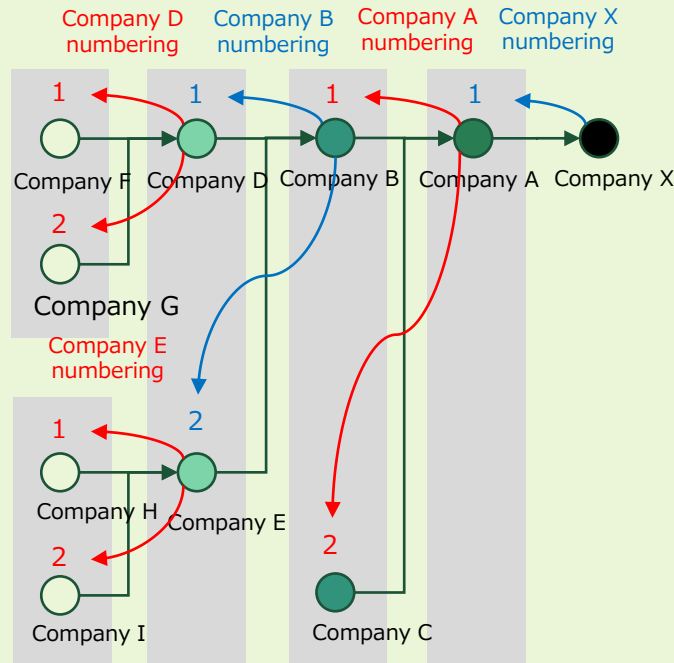 Company D
numbering
Company B
numbering
Company A
numbering
Company X
numbering
1
1
1
1
Company F
Company D
Company B
Company A
Company X
2
Company G
Company E
numbering
1
2
Company H
Company E
2
2
Company I
Company C